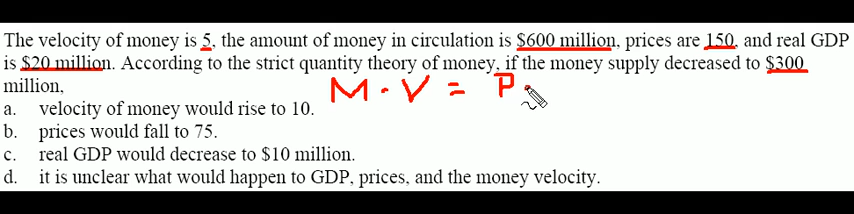 The velocity of money is 5, the amount of money in circulation is $600 million, prices are 150, and real GDP
is $20 million. According to the strict quantity theory of money, if the money supply decreased to $300
million,
M · V = P ·
a. velocity of money would rise to 10.
b. prices would fall to 75.
c. real GDP would decrease to $10 million.
d. it is unclear what would happen to GDP, prices, and the money velocity.